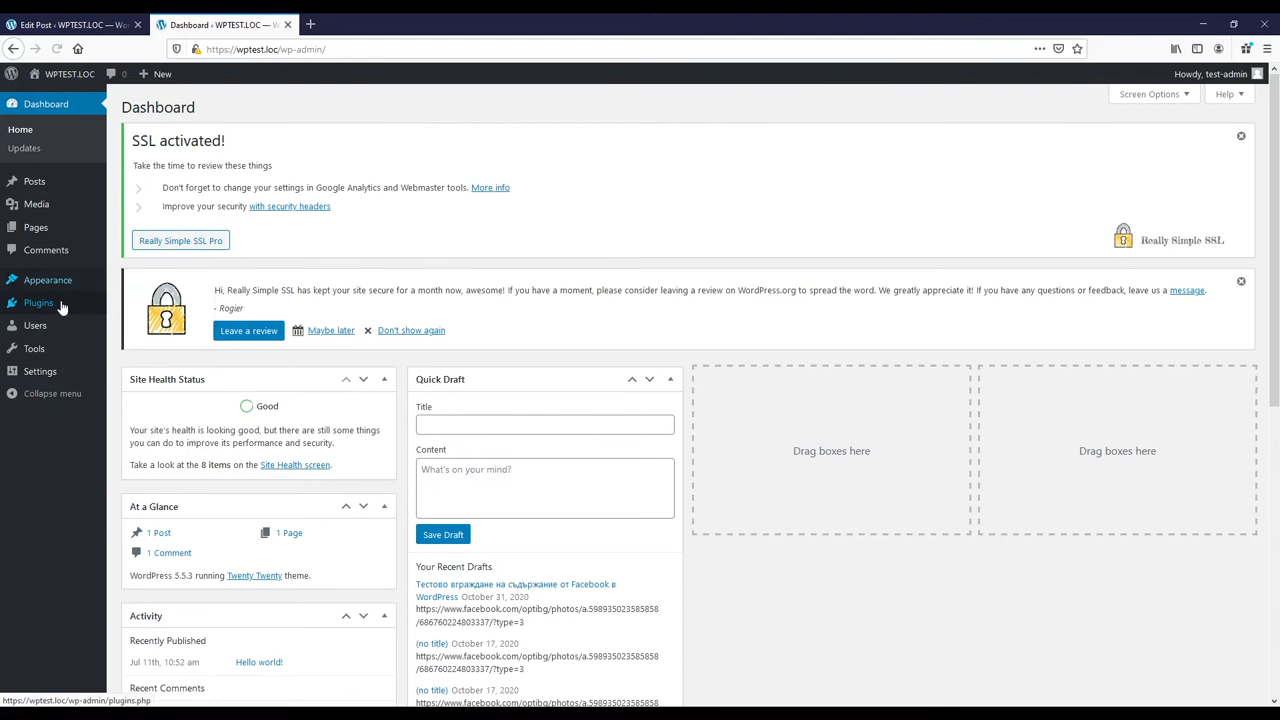 Edit Post ‹ WPTEST.LOC — Wo
Dashboard ‹ WPTEST.LOC — W
https://wptest.loc/wp-admin/
WPTEST.LOC
0
New
Howdy, test-admin
Dashboard
Home
Updates
Posts
Media
Pages
Comments
Appearance
Plugins
Users
Tools
Settings
Collapse menu
Dashboard
Screen Options
Help
SSL activated!
Take the time to review these things
Don't forget to change your settings in Google Analytics and Webmaster tools. More info
Improve your security with security headers
Really Simple SSL Pro
Really Simple SSL
Hi, Really Simple SSL has kept your site secure for a month now, awesome! If you have a moment, please consider leaving a review on WordPress.org to spread the word. We greatly appreciate it! If you have any questions or feedback, leave us a message.
- Rogier
Leave a review
Maybe later
Don't show again
Site Health Status
Good
Your site's health is looking good, but there are still some things
you can do to improve its performance and security.
Take a look at the 8 items on the Site Health screen.
At a Glance
1 Post
1 Page
1 Comment
WordPress 5.5.3 running Twenty Twenty theme.
Activity
Recently Published
Jul 11th, 10:52 am
Hello world!
Recent Comments
Quick Draft
Title
Content
What's on your mind?
Save Draft
Your Recent Drafts
Тестово вграждане на съдържание от Facebook в
WordPress October 31, 2020
https://www.facebook.com/optibg/photos/a.598935023585858
/686760224803337/?type=3
(no title) October 17, 2020
https://www.facebook.com/optibg/photos/a.598935023585858
/686760224803337/?type=3
(no title) October 17, 2020
https://www.facebook.com/optibg/photos/a.598935023585858
Drag boxes here
Drag boxes here
https://wptest.loc/wp-admin/plugins.php